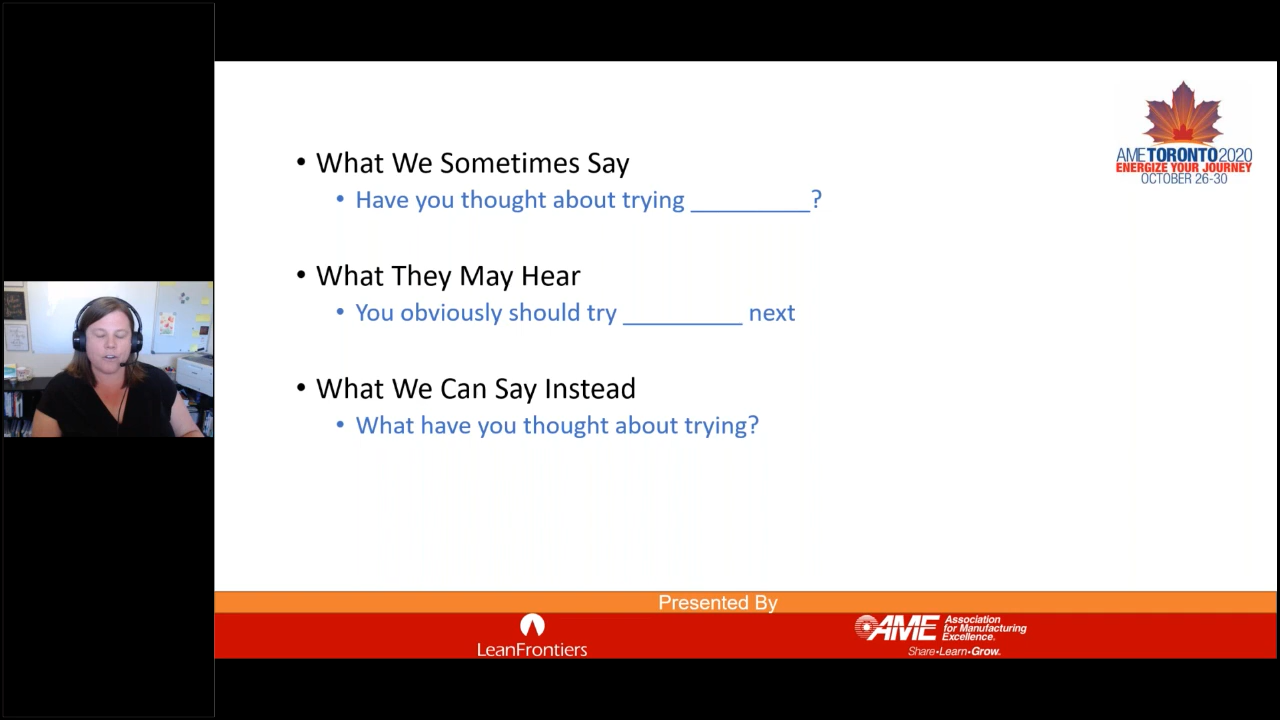 What We Sometimes Say
Have you thought about trying __________?
What They May Hear
You obviously should try __________ next
What We Can Say Instead
What have you thought about trying?
AMETORONTO2020
ENERGIZE YOUR JOURNEY
OCTOBER 26-30
Presented By
LeanFrontiers
AME Association
for Manufacturing
Excellence.
Share•Learn•Grow.